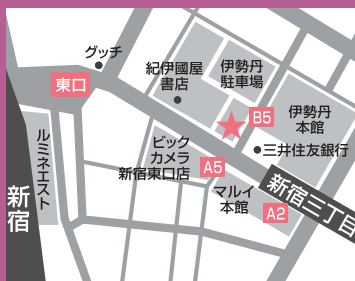 グッチ
東口
紀伊國屋
書店
伊勢丹
駐車場
B5
伊勢丹
本館
三井住友銀行
ルミネエスト
ビック
カメラ
新宿東口店
A5
マルイ
本館
A2
新宿
新宿三丁目